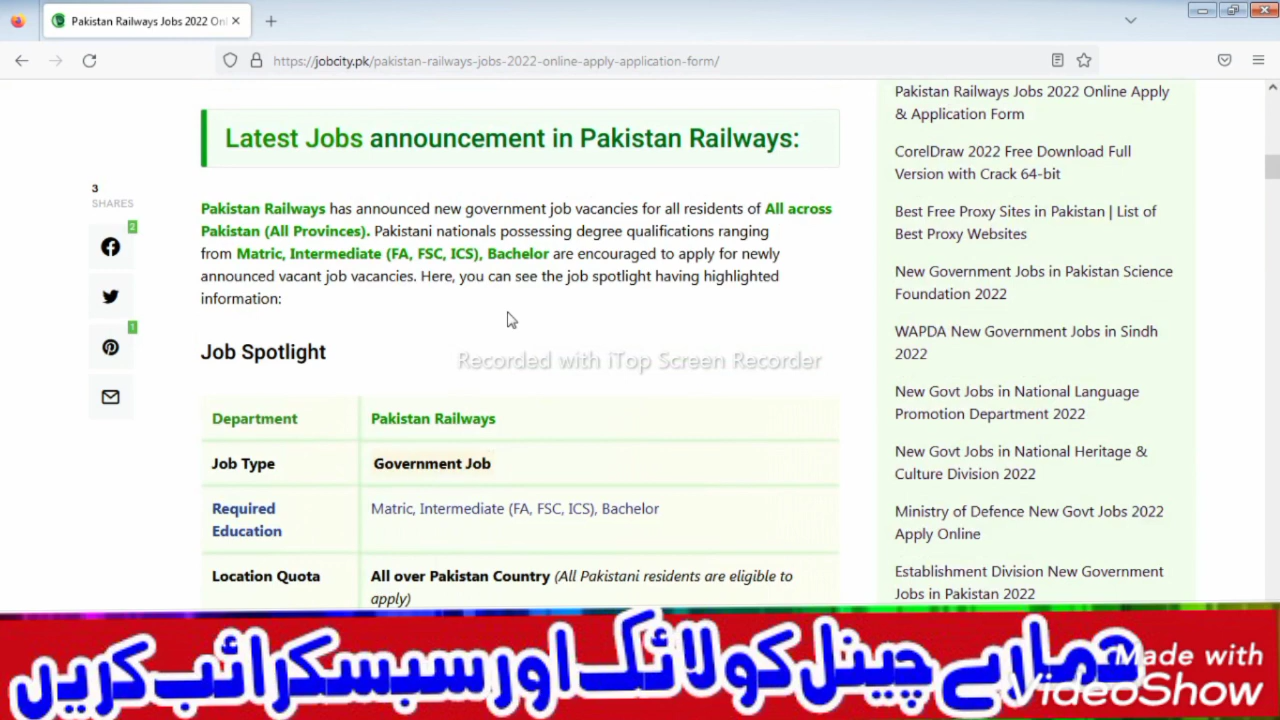 Pakistan Railways Jobs 2022 Onl
https://jobcity.pk/pakistan-railways-jobs-2022-online-apply-application-form/
Latest Jobs announcement in Pakistan Railways:
3
SHARES
2
1
Pakistan Railways has announced new government job vacancies for all residents of All across
Pakistan (All Provinces). Pakistani nationals possessing degree qualifications ranging
from Matric, Intermediate (FA, FSC, ICS), Bachelor are encouraged to apply for newly
announced vacant job vacancies. Here, you can see the job spotlight having highlighted
information:
Job Spotlight
Recorded with iTop Screen Recorder
Department Pakistan Railways
Job Type Government Job
Required Matric, Intermediate (FA, FSC, ICS), Bachelor
Education
Location Quota All over Pakistan Country (All Pakistani residents are eligible to
apply)
Pakistan Railways Jobs 2022 Online Apply
& Application Form
CorelDraw 2022 Free Download Full
Version with Crack 64-bit
Best Free Proxy Sites in Pakistan | List of
Best Proxy Websites
New Government Jobs in Pakistan Science
Foundation 2022
WAPDA New Government Jobs in Sindh
2022
New Govt Jobs in National Language
Promotion Department 2022
New Govt Jobs in National Heritage &
Culture Division 2022
Ministry of Defence New Govt Jobs 2022
Apply Online
Establishment Division New Government
Jobs in Pakistan 2022
ہمارے چینل کو لائک اور سبسکرائب کریں
Made with
VideoShow